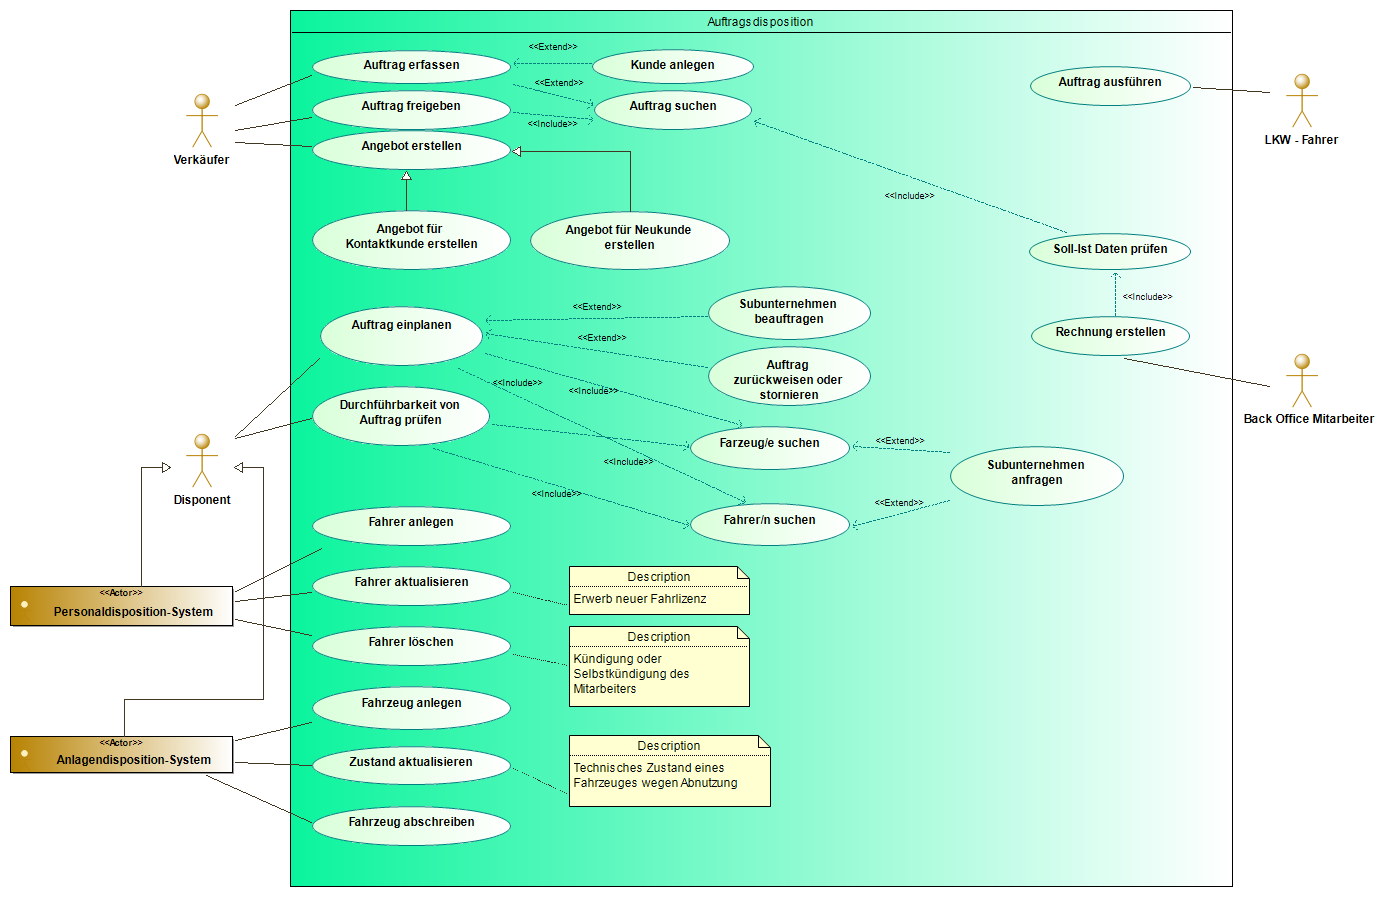 Auftragsdisposition
Auftrag erfassen
<<Extend>>
Kunde anlegen
<<Extend>>
Auftrag freigeben
Auftrag suchen
<<Include>>
Angebot erstellen
Verkäufer
Auftrag ausführen
LKW - Fahrer
<<Include>>
Angebot für
Kontaktkunde erstellen
Angebot für Neukunde
erstellen
Soll-Ist Daten prüfen
<<Include>>
Rechnung erstellen
Back Office Mitarbeiter
Auftrag einplanen
<<Extend>>
Subunternehmen
beauftragen
<<Extend>>
Auftrag
zurückweisen oder
stornieren
<<Include>>
<<Include>>
Durchführbarkeit von
Auftrag prüfen
Farzeug/e suchen
<<Extend>>
Subunternehmen
anfragen
<<Include>>
<<Include>>
<<Extend>>
Fahrer/n suchen
Disponent
Fahrer anlegen
Fahrer aktualisieren
Description
Erwerb neuer Fahrlizenz
<<Actor>>
Personaldisposition-System
Fahrer löschen
Description
Kündigung oder
Selbstkündigung des
Mitarbeiters
Fahrzeug anlegen
<<Actor>>
Anlagendisposition-System
Zustand aktualisieren
Description
Technisches Zustand eines
Fahrzeuges wegen Abnutzung
Fahrzeug abschreiben